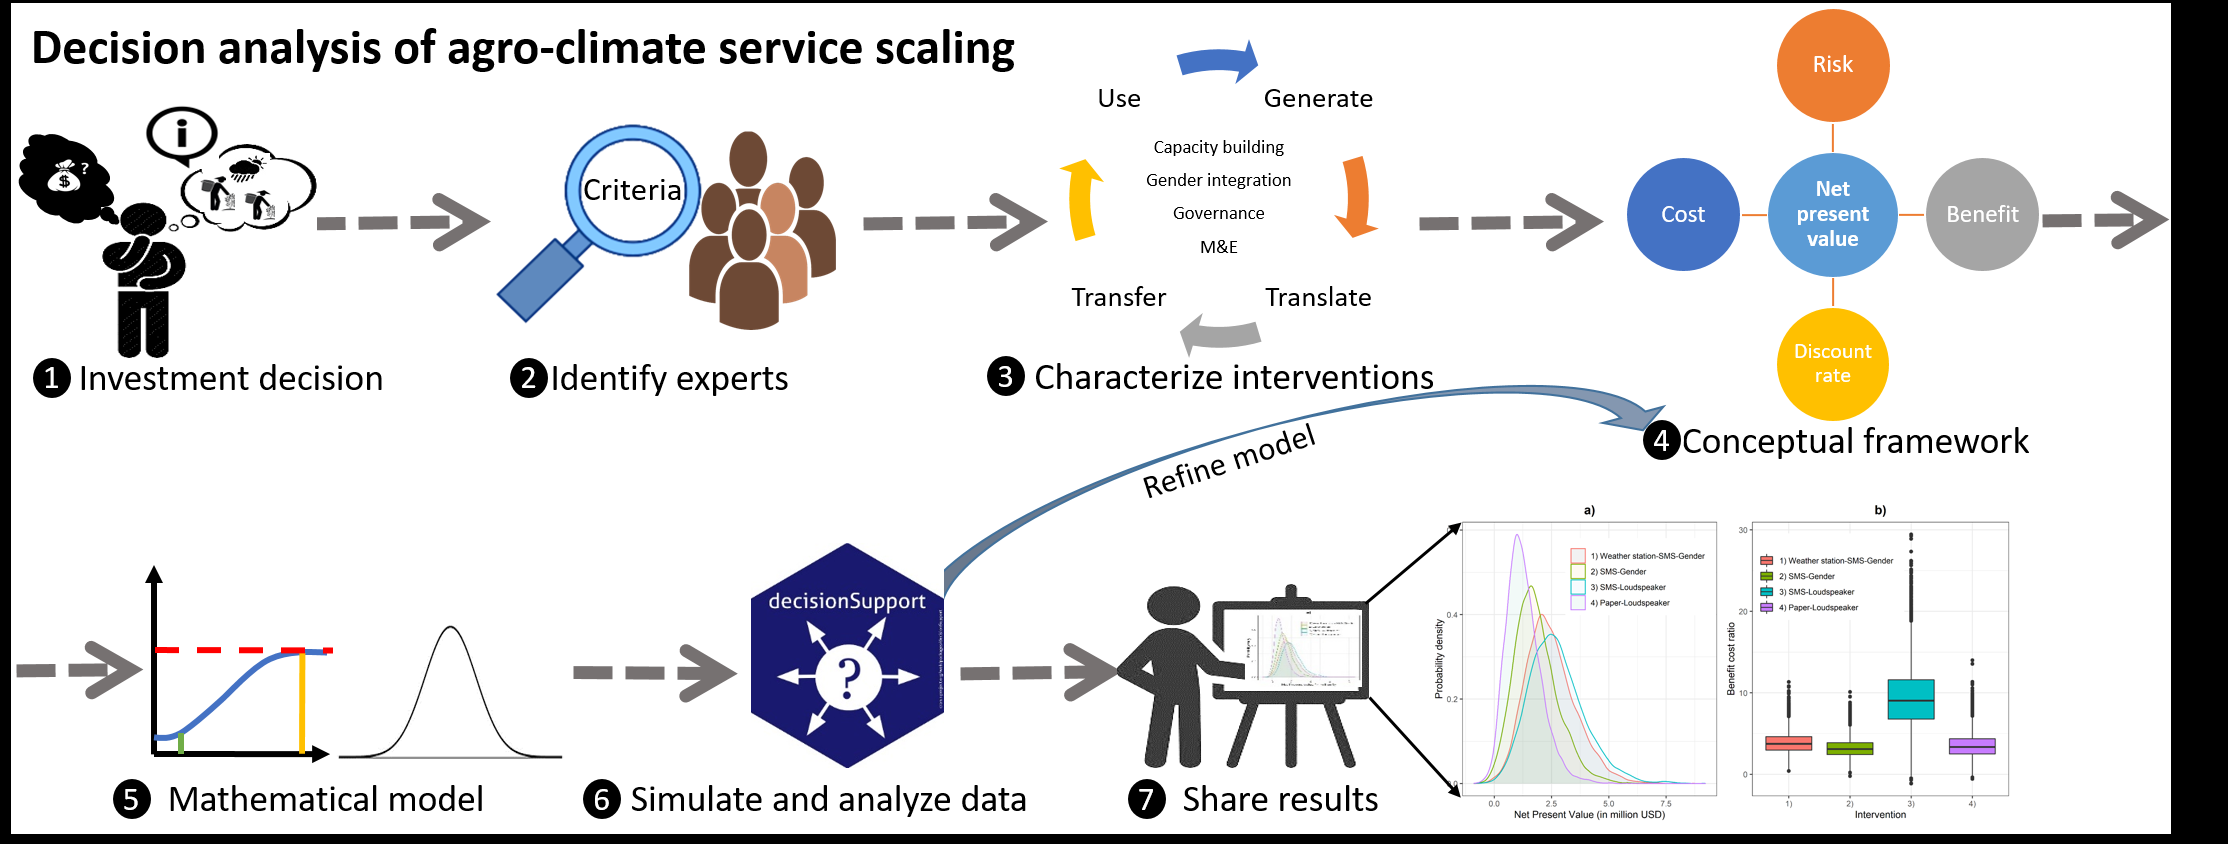 Decision analysis of agro-climate service scaling
i
$
?
1 Investment decision
Criteria
2 Identify experts
Use
Generate
Capacity building
Gender integration
Governance
M&E
Transfer
Translate
3 Characterize interventions
Risk
Cost
Net
present
value
Benefit
Discount
rate
4 Conceptual framework
Refine model
5 Mathematical model
decisionSupport
?
6 Simulate and analyze data
7 Share results
a)
1) Weather station-SMS-Gender
2) SMS-Gender
3) SMS-Loudspeaker
4) Paper-Loudspeaker
Probability density
0.4
0.2
0.0
0.0
2.5
5.0
7.5
Net Present Value (in million USD)
b)
1) Weather station-SMS-Gender
2) SMS-Gender
3) SMS-Loudspeaker
4) Paper-Loudspeaker
Benefit cost ratio
30
20
10
0
1)
2)
3)
4)
Intervention